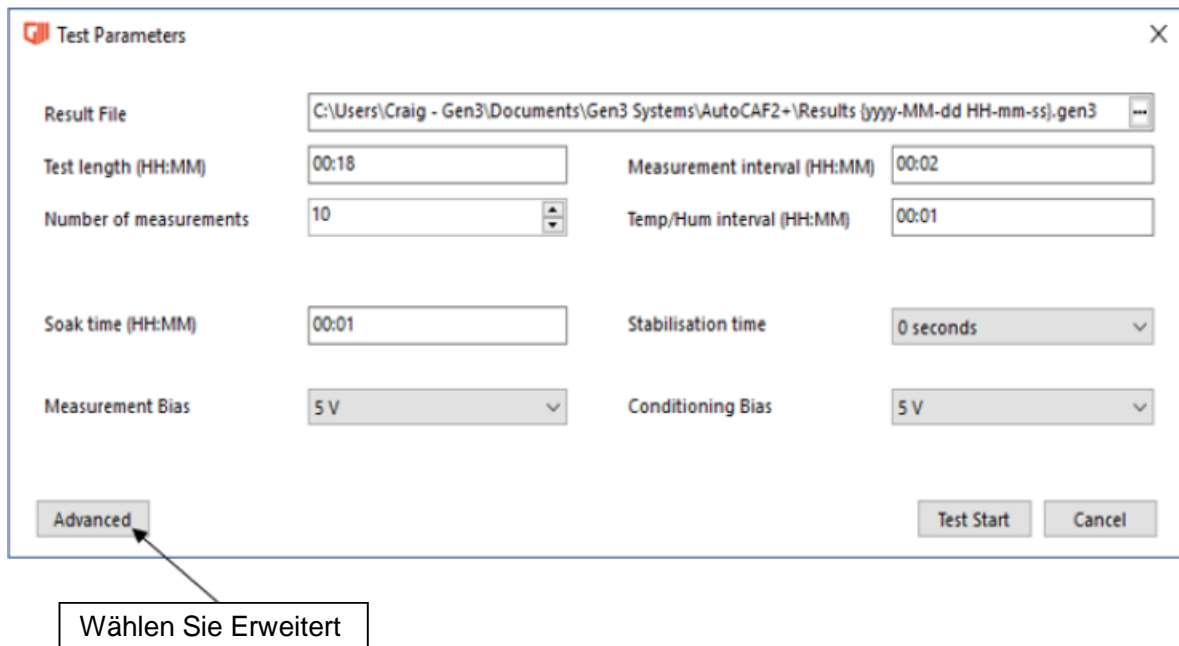 Test Parameters
Result File C:\Users\Craig - Gen3\Documents\Gen3 Systems\AutoCAF2+\Results {yyyy-MM-dd HH-mm-ss}.gen3 ...
Test length (HH:MM) 00:18 Measurement interval (HH:MM) 00:02
Number of measurements 10 Temp/Hum interval (HH:MM) 00:01
Soak time (HH:MM) 00:01 Stabilisation time 0 seconds
Measurement Bias 5 V Conditioning Bias 5 V
Advanced Test Start Cancel
Wählen Sie Erweitert